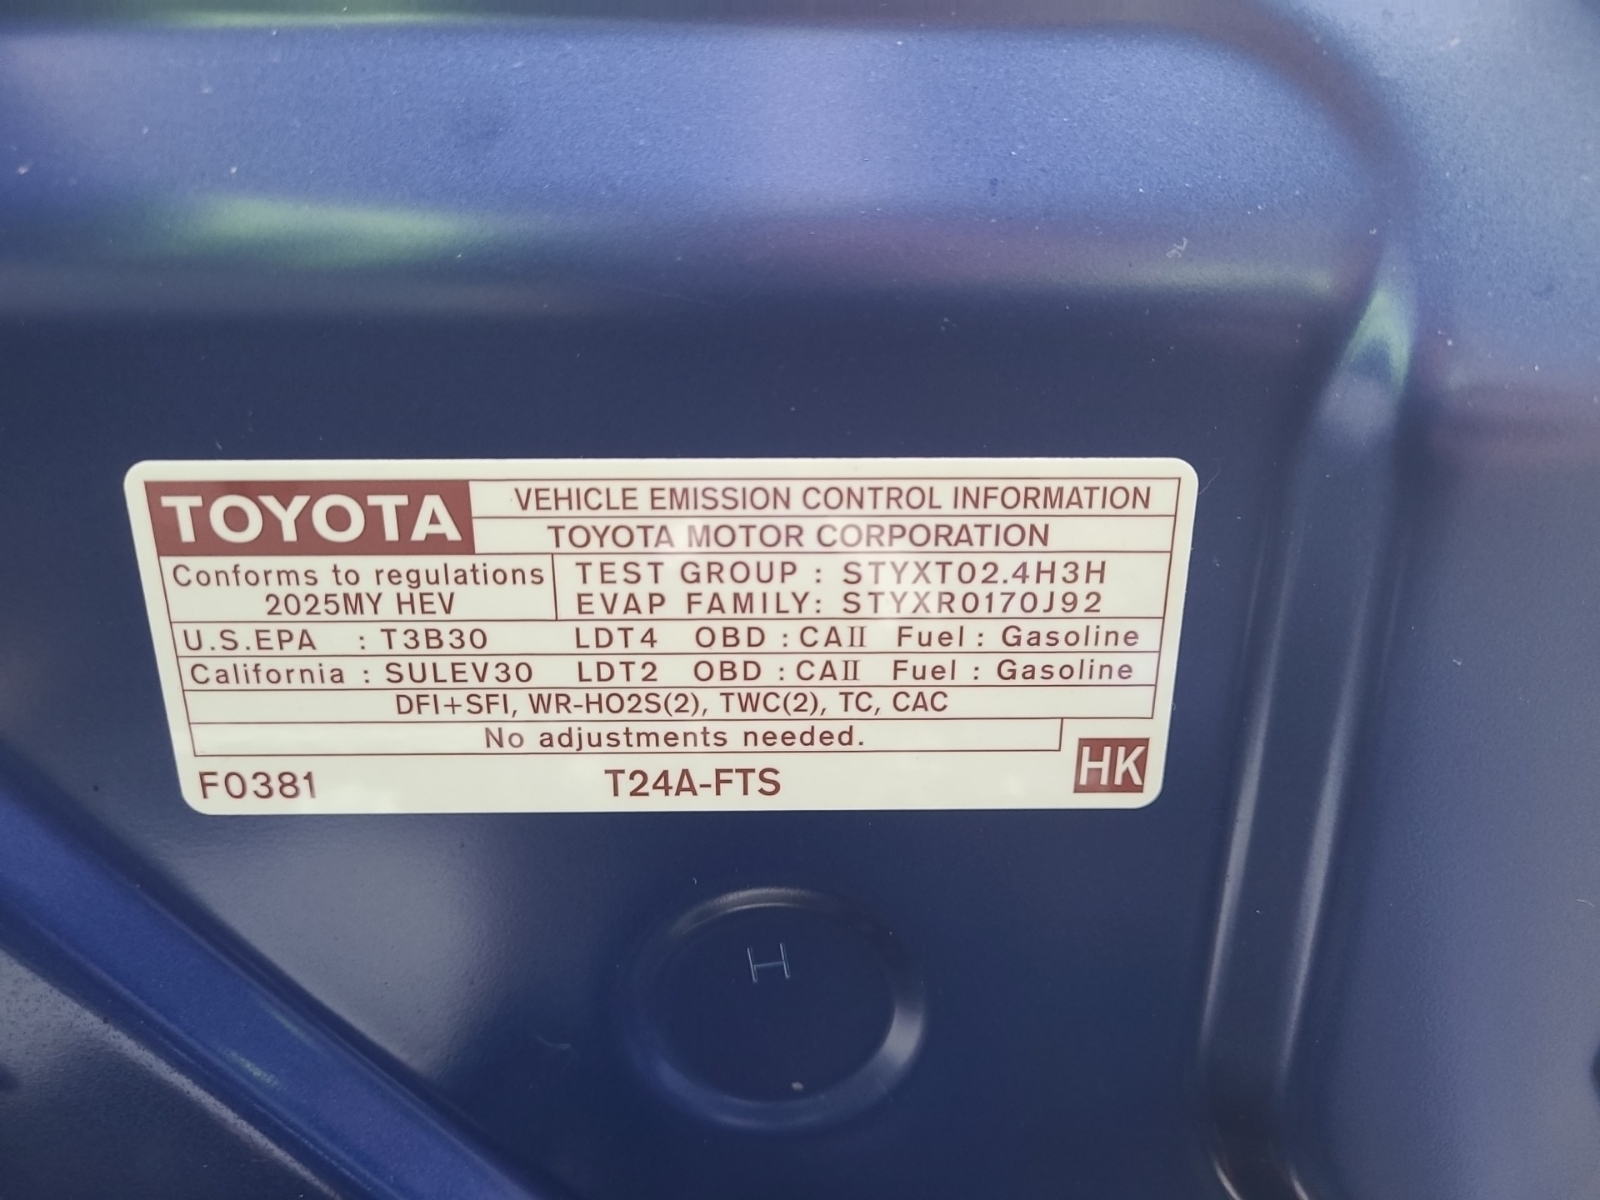 TOYOTA
VEHICLE EMISSION CONTROL INFORMATION
TOYOTA MOTOR CORPORATION
Conforms to regulations
2025MY HEV
TEST GROUP : STYXT02.4H3H
EVAP FAMILY: STYXR0170J92
U.S.EPA : T3B30 LDT4 OBD : CAII Fuel : Gasoline
California : SULEV30 LDT2 OBD : CAII Fuel : Gasoline
DFI+SFI, WR-HO2S(2), TWC(2), TC, CAC
No adjustments needed.
F0381 T24A-FTS HK
H